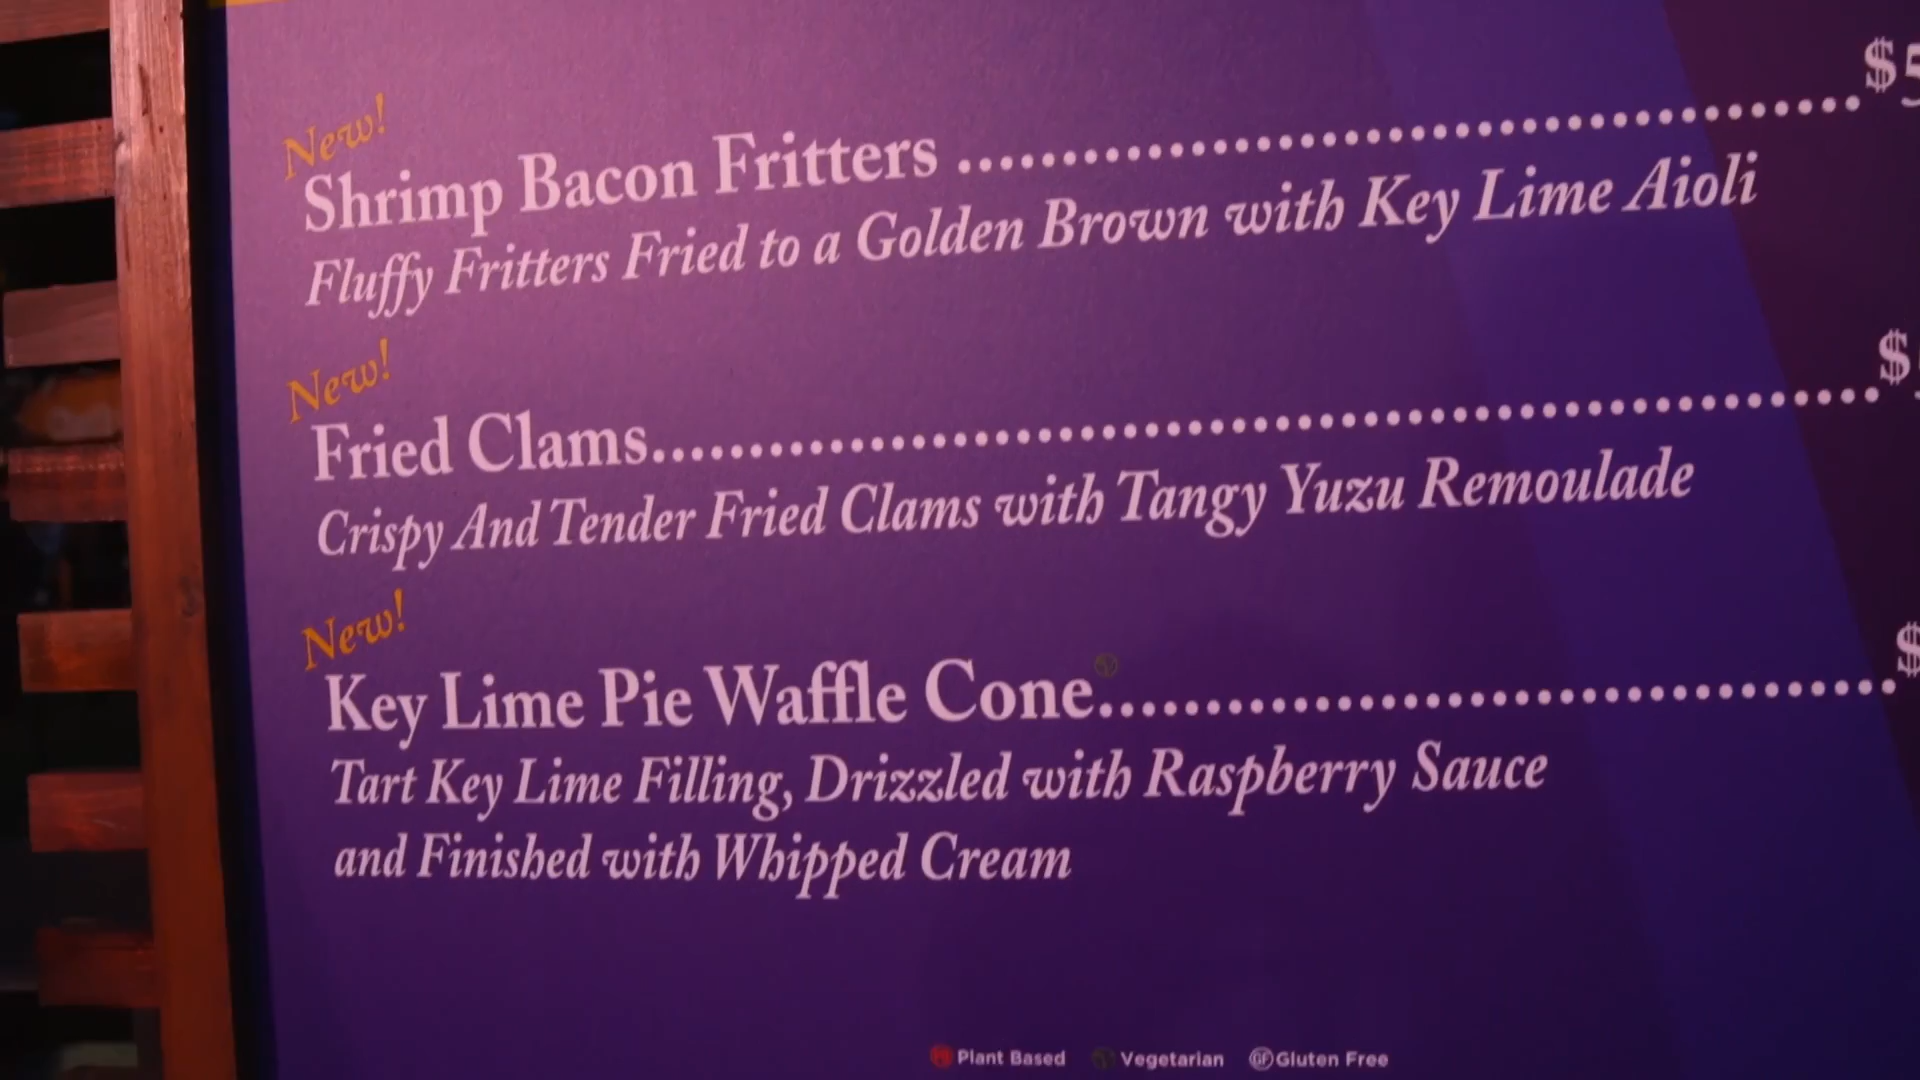 New!
Shrimp Bacon Fritters ........................................ $5
Fluffy Fritters Fried to a Golden Brown with Key Lime Aioli
New!
Fried Clams........................................................ $
Crispy And Tender Fried Clams with Tangy Yuzu Remoulade
New!
Key Lime Pie Waffle Cone..................................... $
Tart Key Lime Filling, Drizzled with Raspberry Sauce
and Finished with Whipped Cream
Plant Based Vegetarian GF Gluten Free